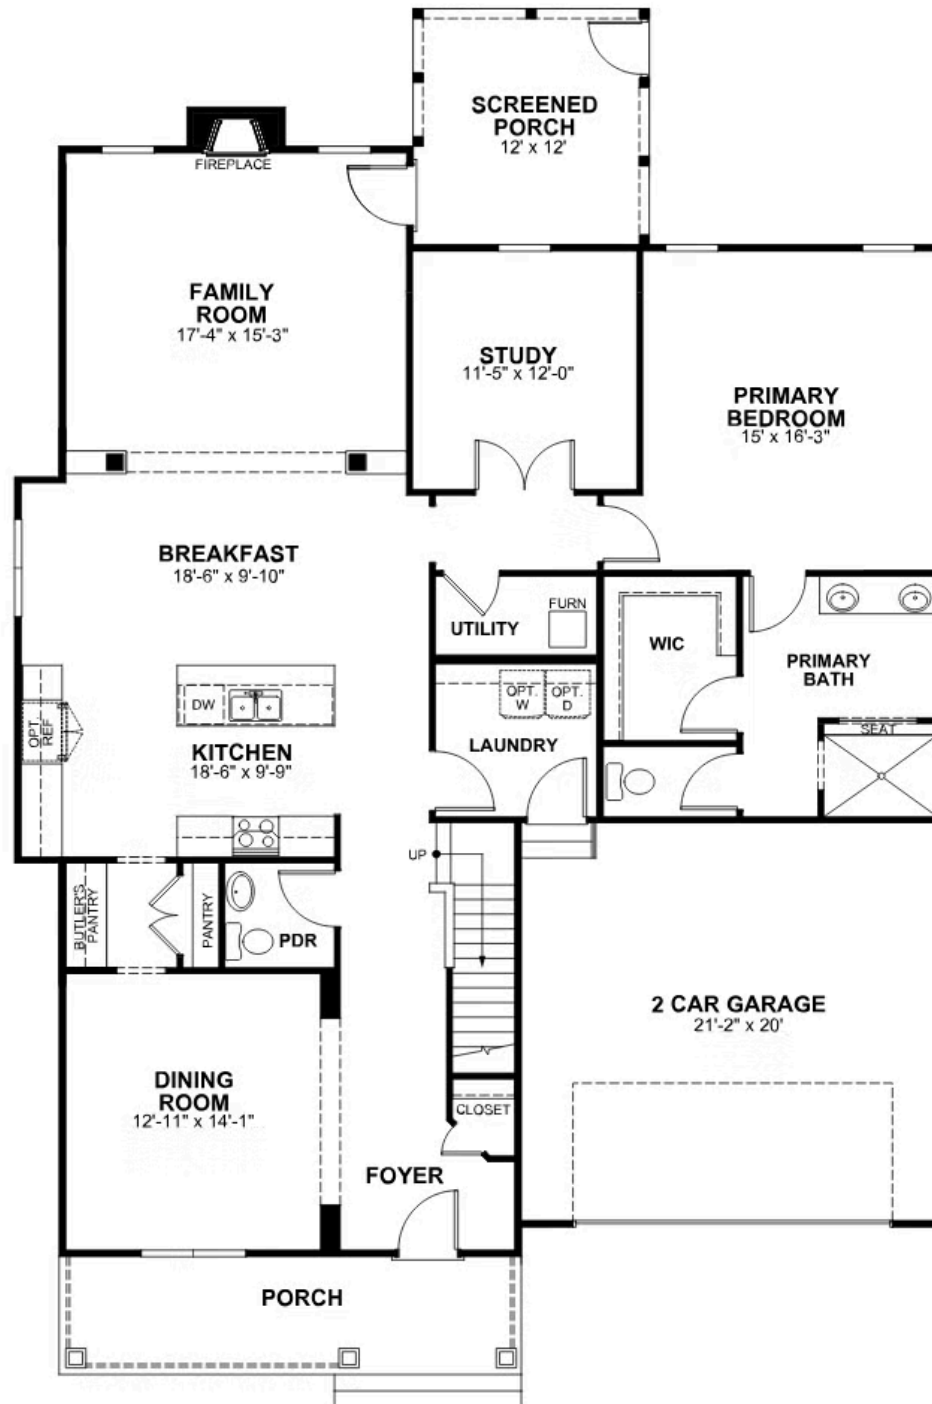 SCREENED
PORCH
12' x 12'
FIREPLACE
FAMILY
ROOM
17'-4" x 15'-3"
STUDY
11'-5" x 12'-0"
PRIMARY
BEDROOM
15' x 16'-3"
BREAKFAST
18'-6" x 9'-10"
FURN
UTILITY
WIC
PRIMARY
BATH
OPT.
W
OPT.
D
DW
OPT.
REF
SEAT
LAUNDRY
KITCHEN
18'-6" x 9'-9"
UP
BUTLER'S
PANTRY
PANTRY
PDR
2 CAR GARAGE
21'-2" x 20'
DINING
ROOM
12'-11" x 14'-1"
CLOSET
FOYER
PORCH